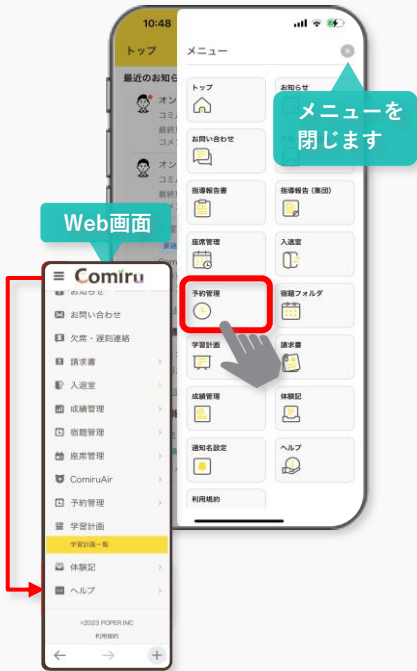 10:48
トップ
メニュー
最近のお知ら
トップ
お知らせ
オン
コミ
メニューを
閉じます
お問い合わせ
コメ
オン
指導報告書
指導報告（集団）
Web画面
座席管理
入退室
Comiru
お知らせ
お問い合わせ
欠席・遅刻連絡
請求書
入退室
成績管理
宿題管理
座席管理
ComiruAir
予約管理
学習計画
学習計画一覧
体験記
ヘルプ
©2023 POPER INC
利用規約
予約管理
宿題フォルダ
学習計画
請求書
成績管理
体験記
通知名設定
ヘルプ
利用規約